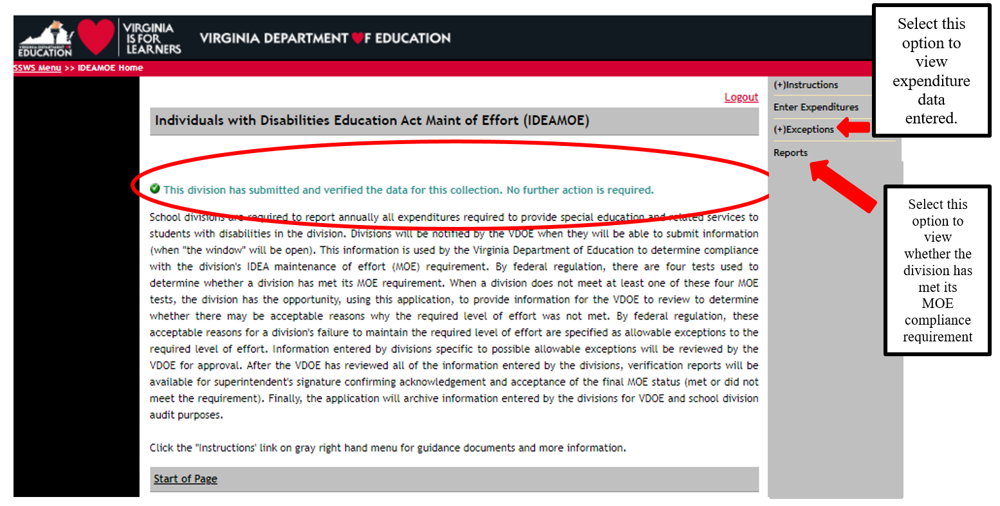 VIRGINIA DEPARTMENT OF
EDUCATION
VIRGINIA
IS FOR
LEARNERS
VIRGINIA DEPARTMENT ♥F EDUCATION
SSWS Menu >> IDEAMOE Home
Logout
Individuals with Disabilities Education Act Maint of Effort (IDEAMOE)
This division has submitted and verified the data for this collection. No further action is required.
School divisions are required to report annually all expenditures required to provide special education and related services to
students with disabilities in the division. Divisions will be notified by the VDOE when they will be able to submit information
(when "the window" will be open). This information is used by the Virginia Department of Education to determine compliance
with the division's IDEA maintenance of effort (MOE) requirement. By federal regulation, there are four tests used to
determine whether a division has met its MOE requirement. When a division does not meet at least one of these four MOE
tests, the division has the opportunity, using this application, to provide information for the VDOE to review to determine
whether there may be acceptable reasons why the required level of effort was not met. By federal regulation, these
acceptable reasons for a division's failure to maintain the required level of effort are specified as allowable exceptions to the
required level of effort. Information entered by divisions specific to possible allowable exceptions will be reviewed by the
VDOE for approval. After the VDOE has reviewed all of the information entered by the divisions, verification reports will be
available for superintendent's signature confirming acknowledgement and acceptance of the final MOE status (met or did not
meet the requirement). Finally, the application will archive information entered by the divisions for VDOE and school division
audit purposes.
Click the "Instructions' link on gray right hand menu for guidance documents and more information.
Start of Page
(+)Instructions
Enter Expenditures
(+)Exceptions
Reports
Select this
option to
view
expenditure
data
entered.
Select this
option to
view
whether the
division has
met its
MOE
compliance
requirement